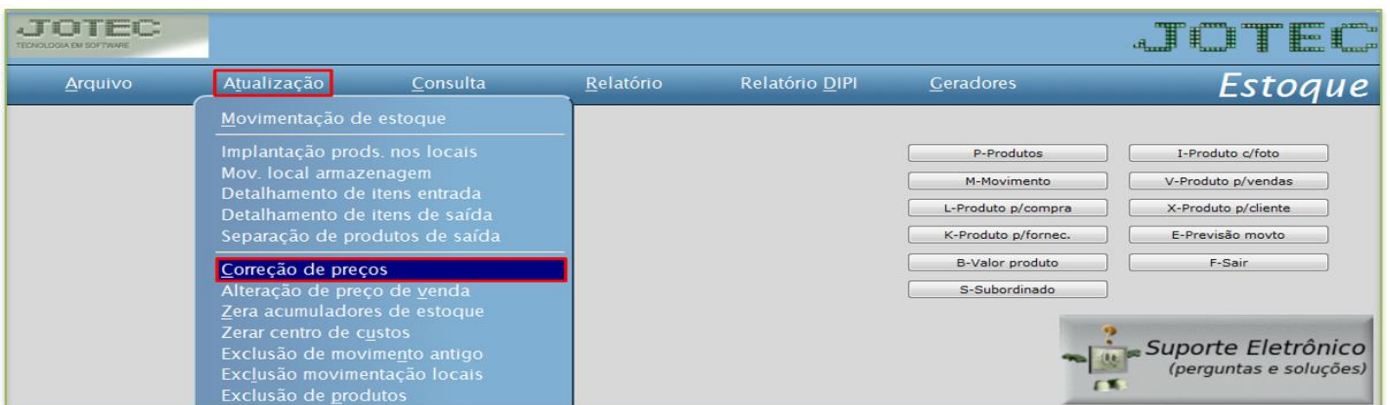 JOTEC
TECNOLOGIA EM SOFTWARE
JOTEC
Arquivo Atualização Consulta Relatório Relatório DIPI Geradores Estoque
Movimentação de estoque
Implantação prods. nos locais
Mov. local armazenagem
Detalhamento de itens entrada
Detalhamento de itens de saída
Separação de produtos de saída
Correção de preços
Alteração de preço de venda
Zera acumuladores de estoque
Zerar centro de custos
Exclusão de movimento antigo
Exclusão movimentação locais
Exclusão de produtos
P-Produtos I-Produto c/foto
M-Movimento V-Produto p/vendas
L-Produto p/compra X-Produto p/cliente
K-Produto p/fornec. E-Previsão movto
B-Valor produto F-Sair
S-Subordinado
Suporte Eletrônico
(perguntas e soluções)